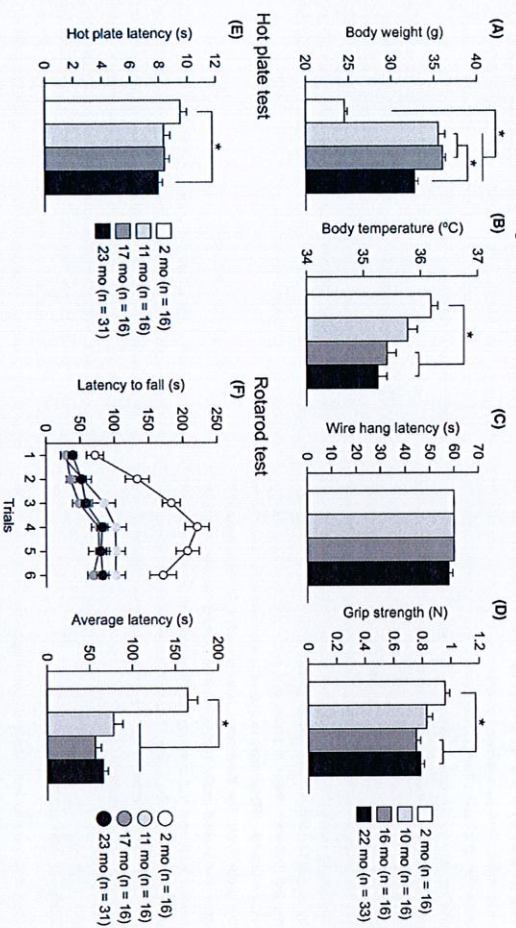 (A)
Body weight (g)
20
25
30
35
40
*
*
(B)
Body temperature (°C)
34
35
36
37
*
(C)
Wire hang latency (s)
0
10
20
30
40
50
60
70
(D)
Grip strength (N)
0
0.2
0.4
0.6
0.8
1
1.2
*
2 mo (n = 16)
10 mo (n = 16)
16 mo (n = 16)
22 mo (n = 33)
Hot plate test
(E)
Hot plate latency (s)
0
2
4
6
8
10
12
*
2 mo (n = 16)
11 mo (n = 16)
17 mo (n = 16)
23 mo (n = 31)
Rotarod test
(F)
Latency to fall (s)
0
50
100
150
200
250
1 2 3 4 5 6
Trials
Average latency (s)
0
50
100
150
200
*
2 mo (n = 16)
11 mo (n = 16)
17 mo (n = 16)
23 mo (n = 31)